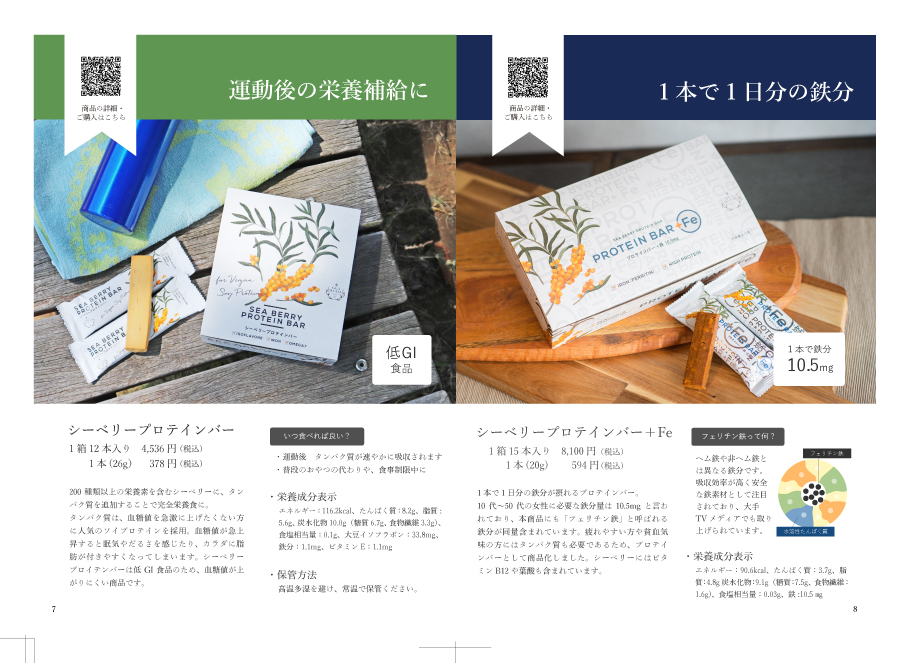 商品の詳細・
ご購入はこちら
運動後の栄養補給に
for Vegan
Soy Protein
SEA BERRY
PROTEIN BAR
シーベリープロテインバー
SEA BERRY
PROTEIN BAR
SEA BERRY
PROTEIN BAR
低GI
食品
シーベリープロテインバー
1箱12本入り 4,536円（税込）
1本（26g） 378円（税込）
200種類以上の栄養素を含むシーベリーに、タン
パク質を追加することで完全栄養食に。
タンパク質は、血糖値を急激に上げたくない方
に人気のソイプロテインを採用。血糖値が急上
昇すると眠気やだるさを感じたり、カラダに脂
肪が付きやすくなってしまいます。シーベリー
プロイテンバーは低GI食品のため、血糖値が上
がりにくい商品です。
いつ食べれば良い？
・運動後　タンパク質が速やかに吸収されます
・普段のおやつの代わりや、食事制限中に
・栄養成分表示
エネルギー：116.2kcal、たんぱく質：8.2g、脂質：
5.6g、炭水化物 10.0g（糖質 6.7g、食物繊維 3.3g）、
食塩相当量：0.1g、大豆イソフラボン：33.8mg、
鉄分：1.1mg、ビタミンE：1.1mg
・保管方法
高温多湿を避け、常温で保管ください。
7
商品の詳細・
ご購入はこちら
1本で1日分の鉄分
SEA BERRY PROTEIN BAR
PROTEIN BAR+Fe
プロテインバー+鉄 10.5mg
IRON(FERRITIN)
HIGH PROTEIN
1本で鉄分
10.5mg
シーベリープロテインバー＋Fe
1箱15本入り 8,100円（税込）
1本（20g） 594円（税込）
1本で1日分の鉄分が摂れるプロテインバー。
10代〜50代の女性に必要な鉄分量は10.5mgと言わ
れており、本商品にも「フェリチン鉄」と呼ばれる
鉄分が同量含まれています。疲れやすい方や貧血気
味の方にはタンパク質も必要であるため、プロテイ
ンバーとして商品化しました。シーベリーにはビタ
ミンB12や葉酸も含まれています。
フェリチン鉄って何？
ヘム鉄や非ヘム鉄と
は異なる鉄分です。
吸収効率が高く安全
な鉄素材として注目
されており、大手
TVメディアでも取り
上げられています。
フェリチン鉄
水溶性たんぱく質
・栄養成分表示
エネルギー：90.6kcal、たんぱく質：3.7g、脂
質:4.8g 炭水化物:9.1g（糖質:7.5g、食物繊維：
1.6g）、食塩相当量：0.03g、鉄:10.5mg
8